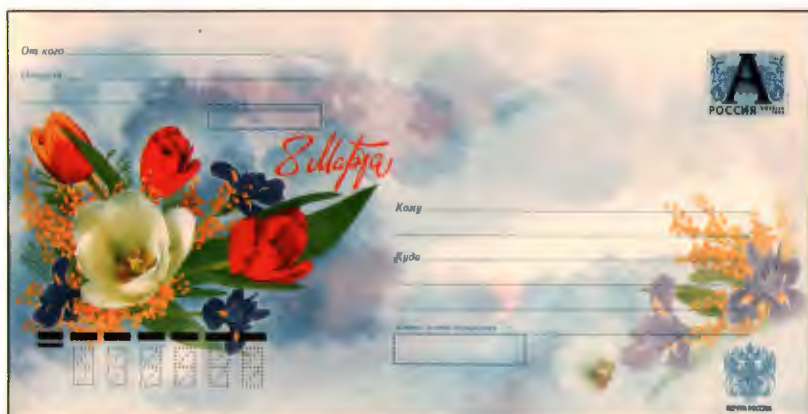 От кого
Откуда
8 Марта
А
РОССИЯ
Кому
Куда
ПОЧТА РОССИИ